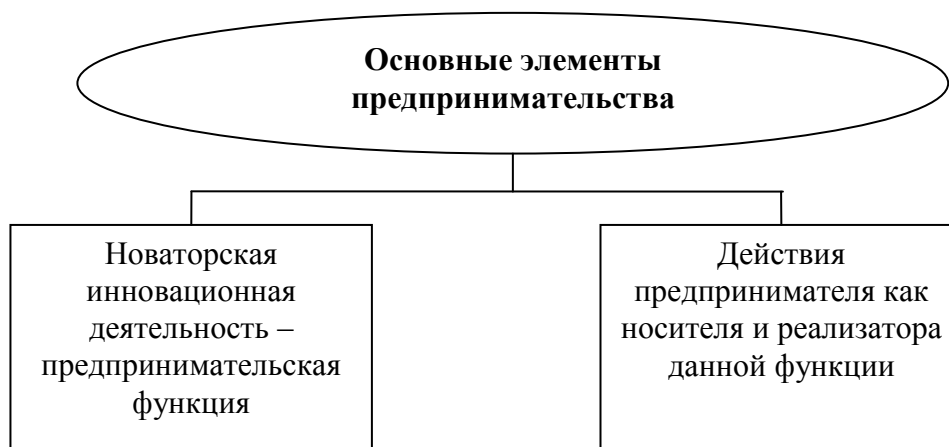 Основные элементы
предпринимательства
Новаторская
инновационная
деятельность –
предпринимательская
функция
Действия
предпринимателя как
носителя и реализатора
данной функции